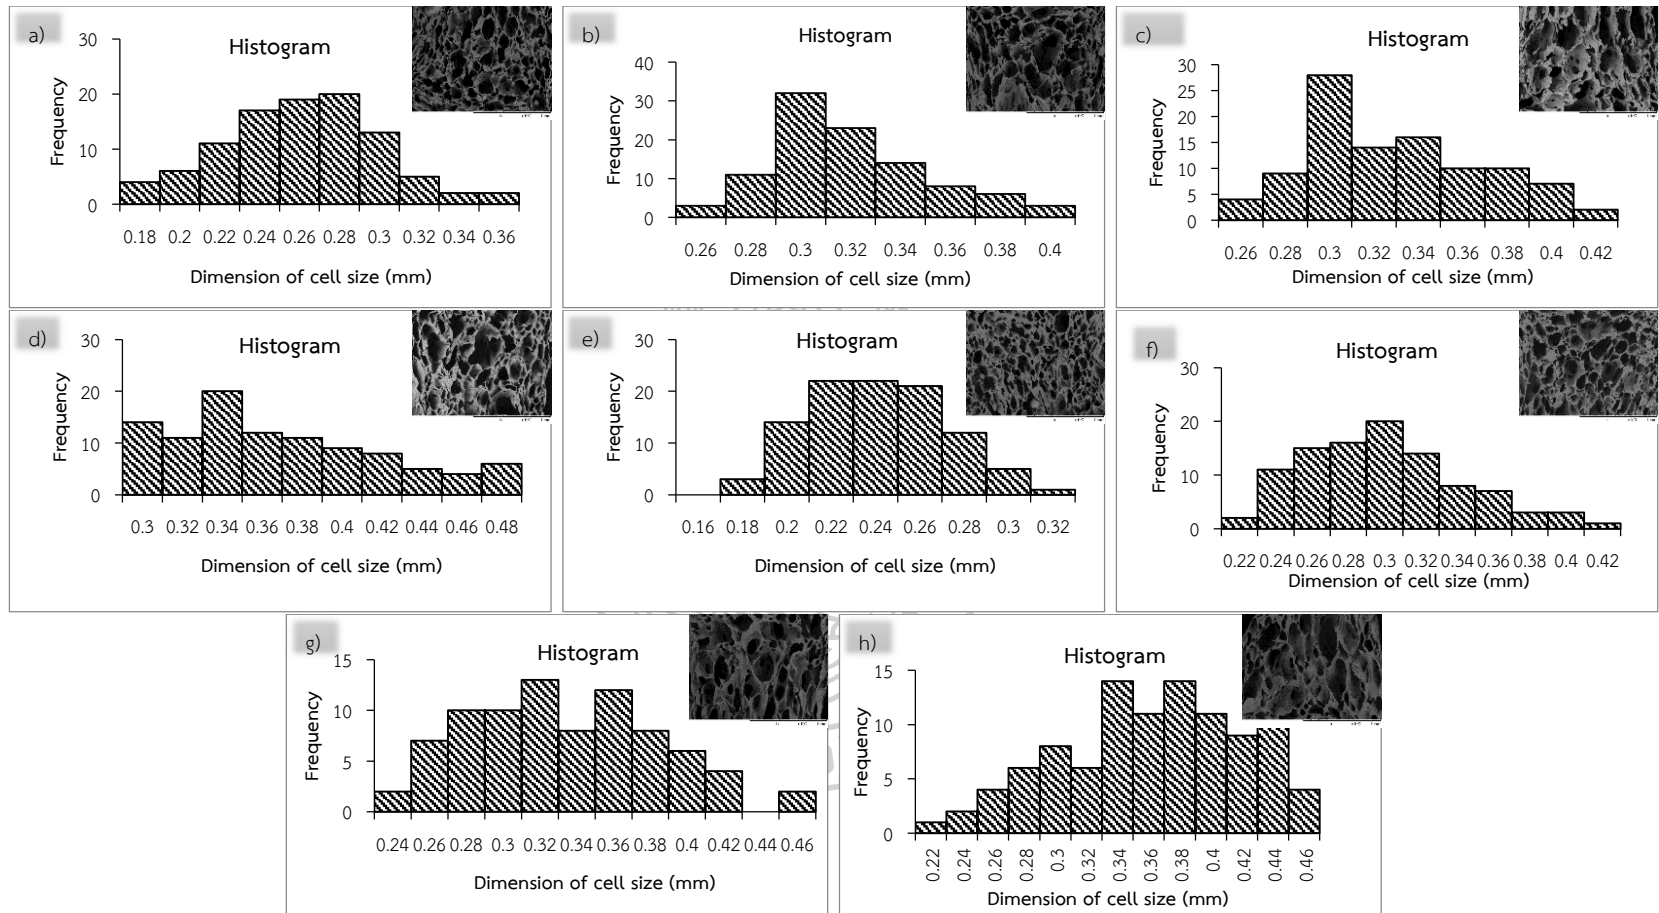 a)
Histogram
30
20
10
0
Frequency
0.18 0.2 0.22 0.24 0.26 0.28 0.3 0.32 0.34 0.36
Dimension of cell size (mm)
b)
Histogram
40
30
20
10
0
Frequency
0.26 0.28 0.3 0.32 0.34 0.36 0.38 0.4
Dimension of cell size (mm)
c)
Histogram
30
25
20
15
10
5
0
Frequency
0.26 0.28 0.3 0.32 0.34 0.36 0.38 0.4 0.42
Dimension of cell size (mm)
d)
Histogram
30
20
10
0
Frequency
0.3 0.32 0.34 0.36 0.38 0.4 0.42 0.44 0.46 0.48
Dimension of cell size (mm)
e)
Histogram
30
20
10
0
Frequency
0.16 0.18 0.2 0.22 0.24 0.26 0.28 0.3 0.32
Dimension of cell size (mm)
f)
Histogram
30
20
10
0
Frequency
0.22 0.24 0.26 0.28 0.3 0.32 0.34 0.36 0.38 0.4 0.42
Dimension of cell size (mm)
g)
Histogram
15
10
5
0
Frequency
0.24 0.26 0.28 0.3 0.32 0.34 0.36 0.38 0.4 0.42 0.44 0.46
Dimension of cell size (mm)
h)
Histogram
15
10
5
0
Frequency
0.22 0.24 0.26 0.28 0.3 0.32 0.34 0.36 0.38 0.4 0.42 0.44 0.46
Dimension of cell size (mm)